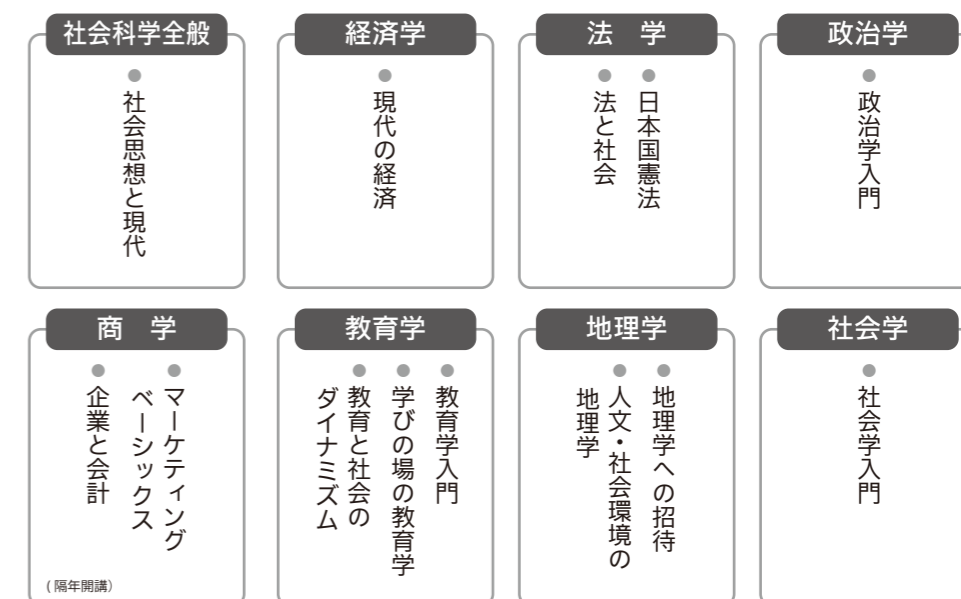 社会科学全般
社会思想と現代
経済学
現代の経済
法　学
日本国憲法
法と社会
政治学
政治学入門
商　学
マーケティング
ベーシックス
企業と会計
(隔年開講)
教育学
教育学入門
学びの場の教育学
教育と社会の
ダイナミズム
地理学
地理学への招待
人文・社会環境の
地理学
社会学
社会学入門